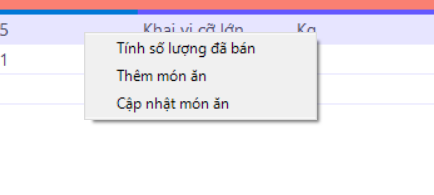 5 Khai vị cỡ lớn Kg
1
Tính số lượng đã bán
Thêm món ăn
Cập nhật món ăn